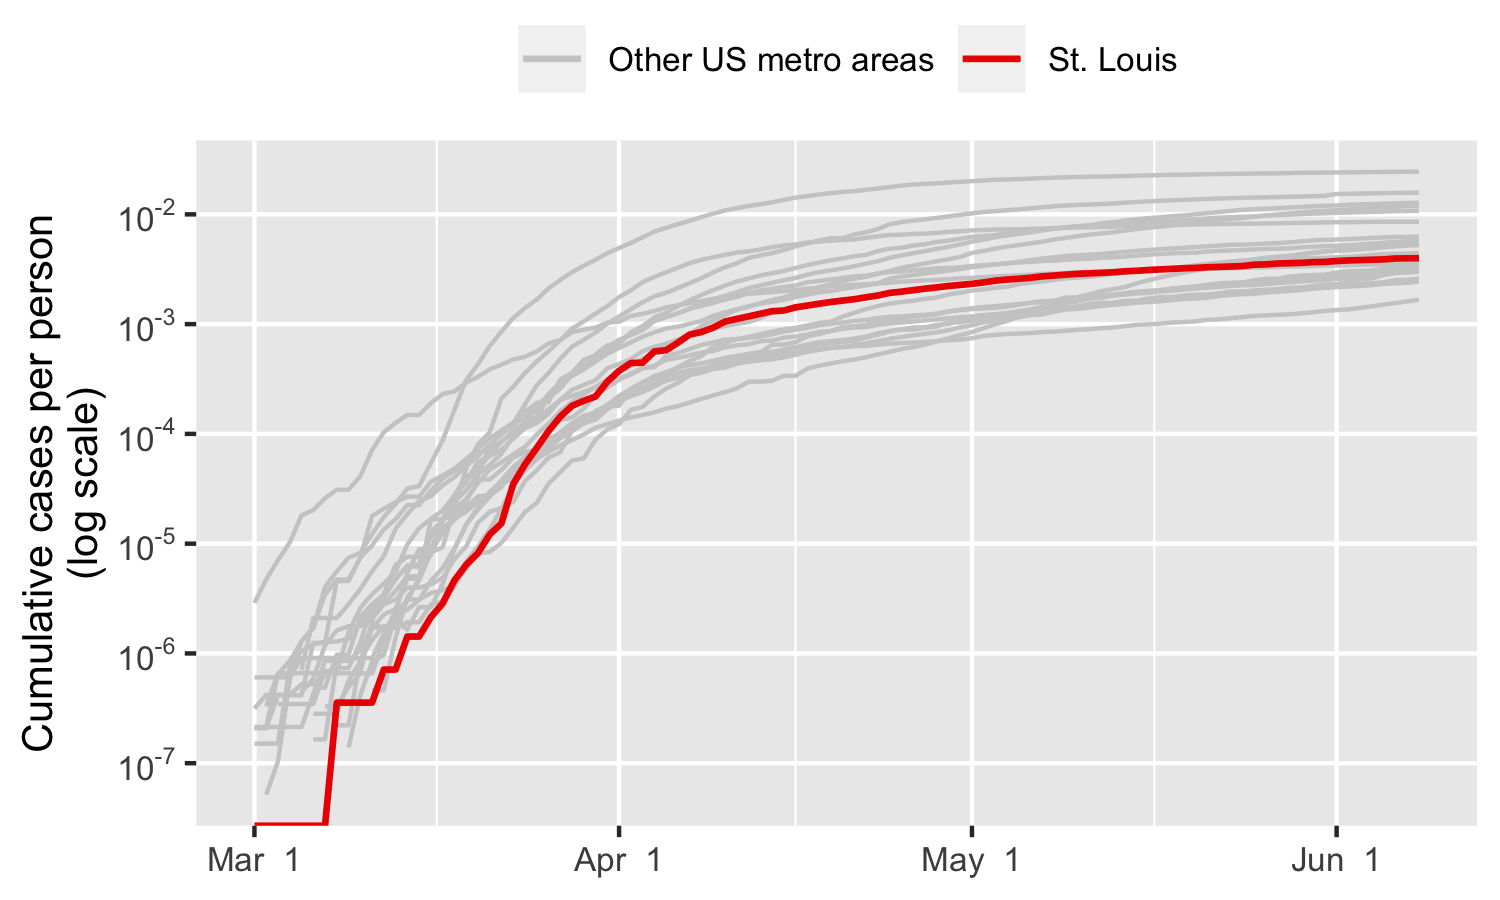 Other US metro areas St. Louis
Cumulative cases per person
(log scale)
10-2
10-3
10-4
10-5
10-6
10-7
Mar 1 Apr 1 May 1 Jun 1